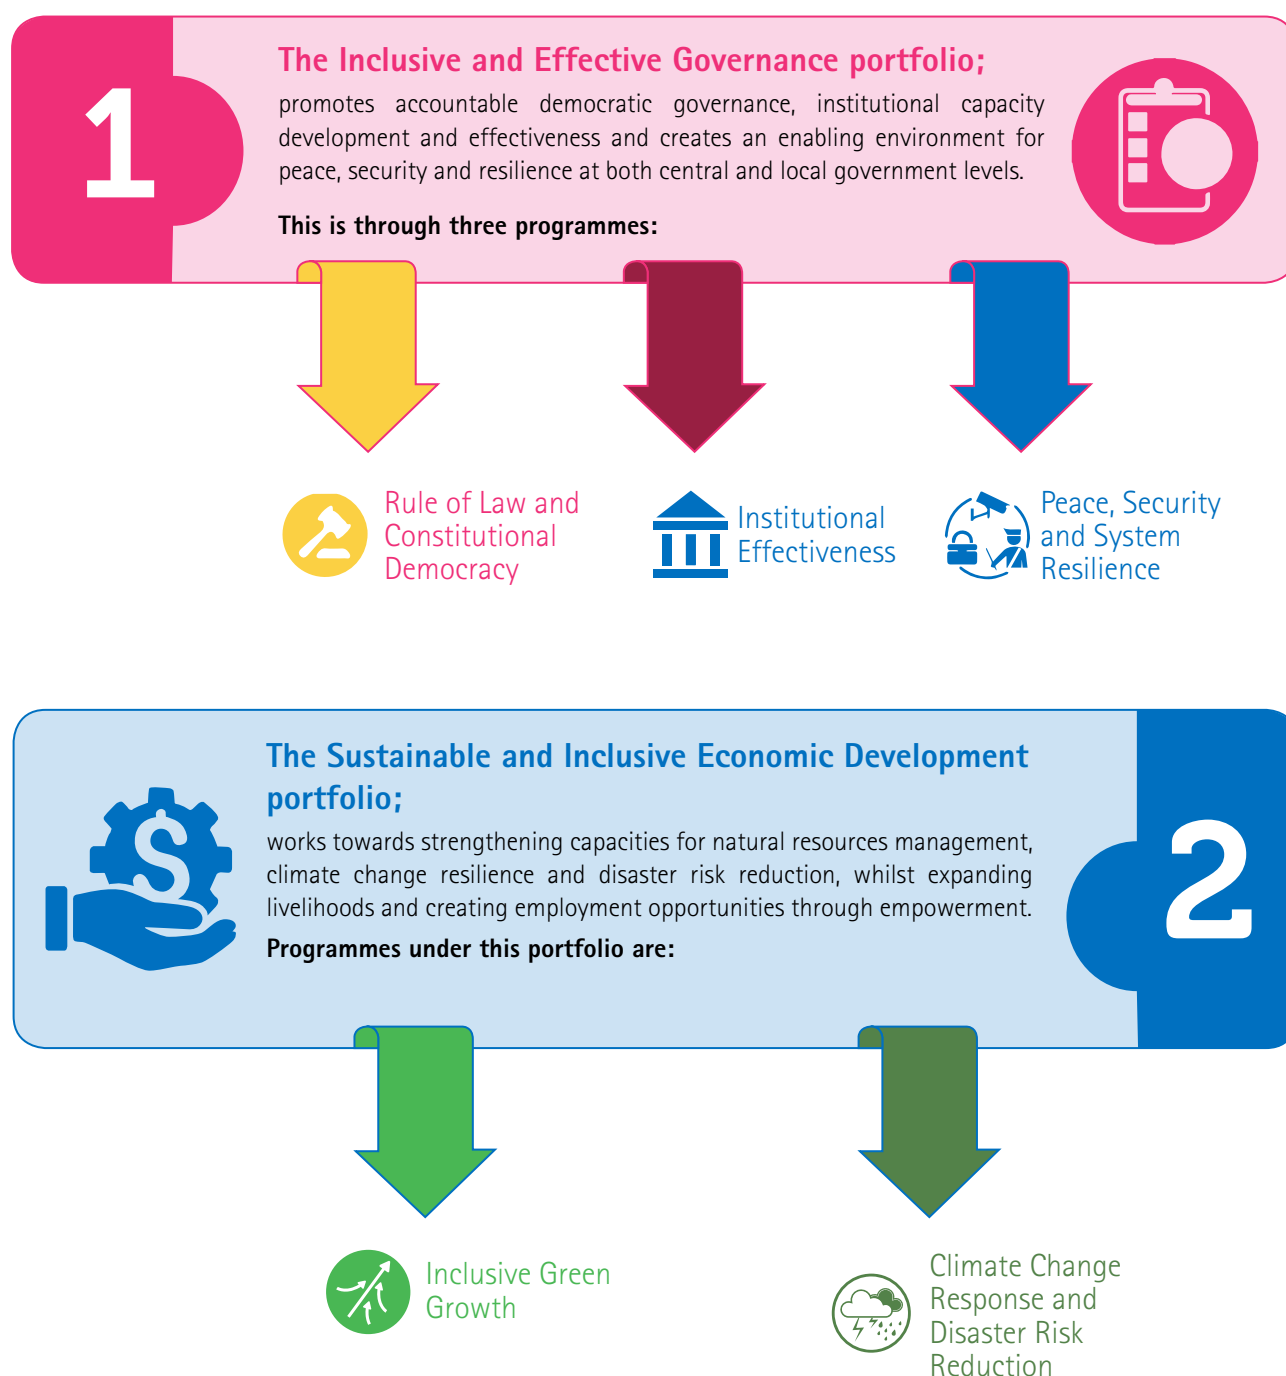 1
The Inclusive and Effective Governance portfolio;
promotes accountable democratic governance, institutional capacity
development and effectiveness and creates an enabling environment for
peace, security and resilience at both central and local government levels.
This is through three programmes:
Rule of Law and
Constitutional
Democracy
Institutional
Effectiveness
Peace, Security
and System
Resilience
The Sustainable and Inclusive Economic Development
portfolio;
works towards strengthening capacities for natural resources management,
climate change resilience and disaster risk reduction, whilst expanding
livelihoods and creating employment opportunities through empowerment.
Programmes under this portfolio are:
$
2
Inclusive Green
Growth
Climate Change
Response and
Disaster Risk
Reduction